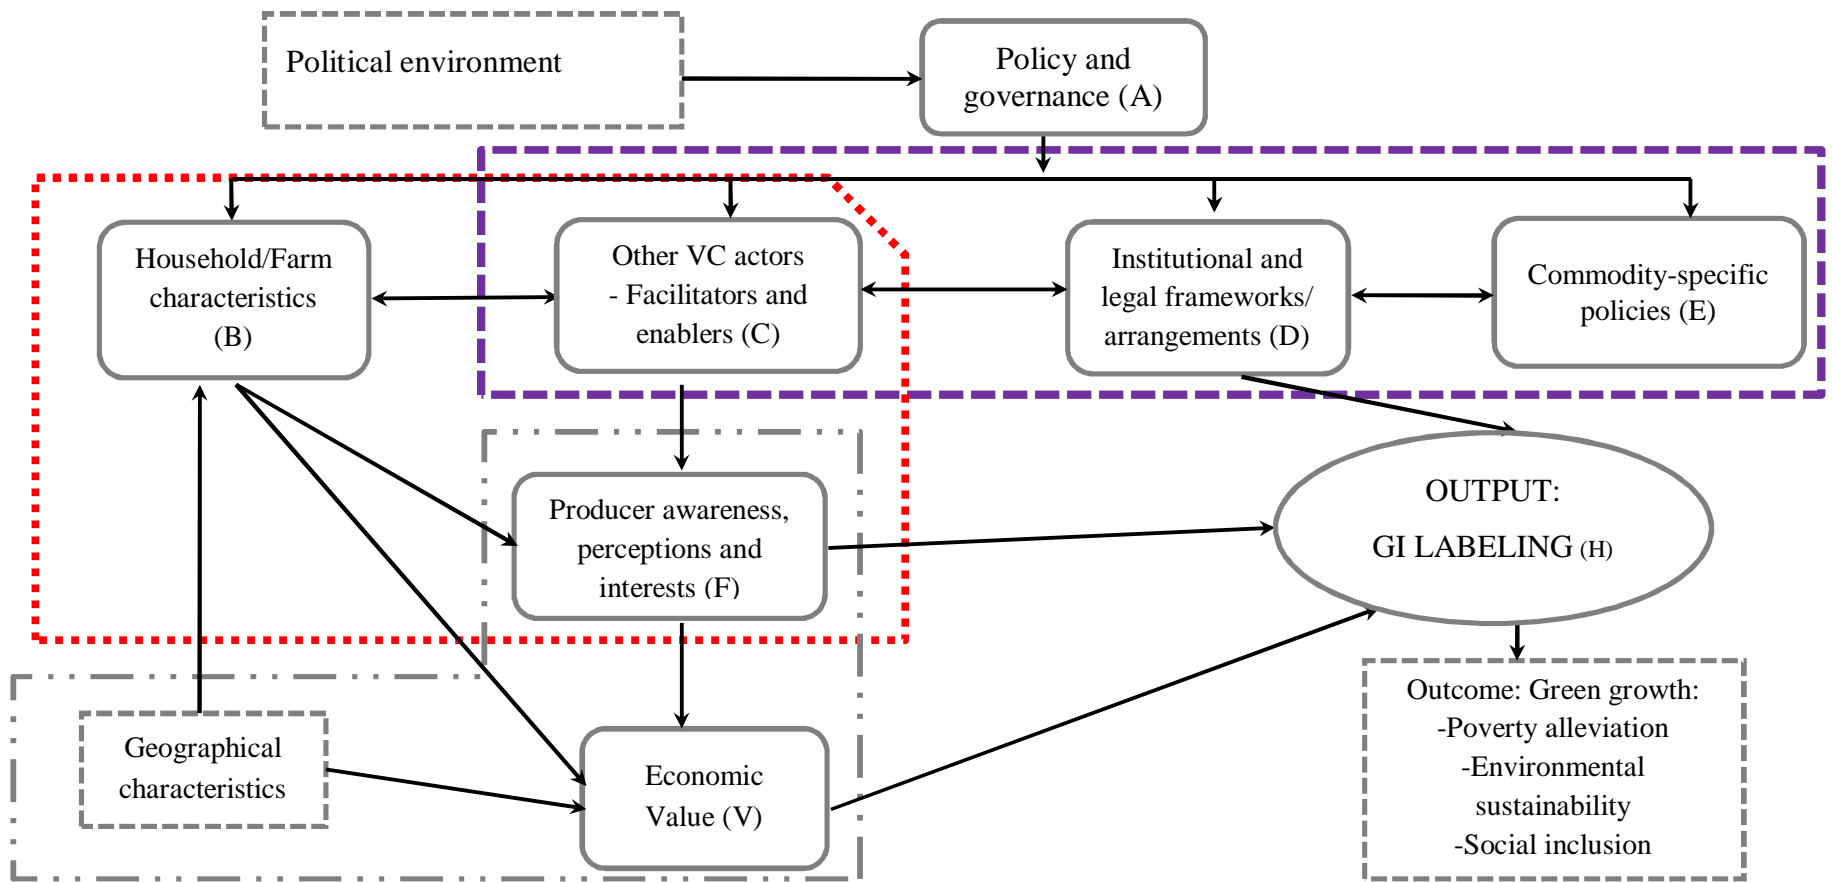 Political environment
Policy and
governance (A)
Household/Farm
characteristics
(B)
Other VC actors
- Facilitators and
enablers (C)
Institutional and
legal frameworks/
arrangements (D)
Commodity-specific
policies (E)
Producer awareness,
perceptions and
interests (F)
OUTPUT:
GI LABELING (H)
Geographical
characteristics
Economic
Value (V)
Outcome: Green growth:
-Poverty alleviation
-Environmental
sustainability
-Social inclusion